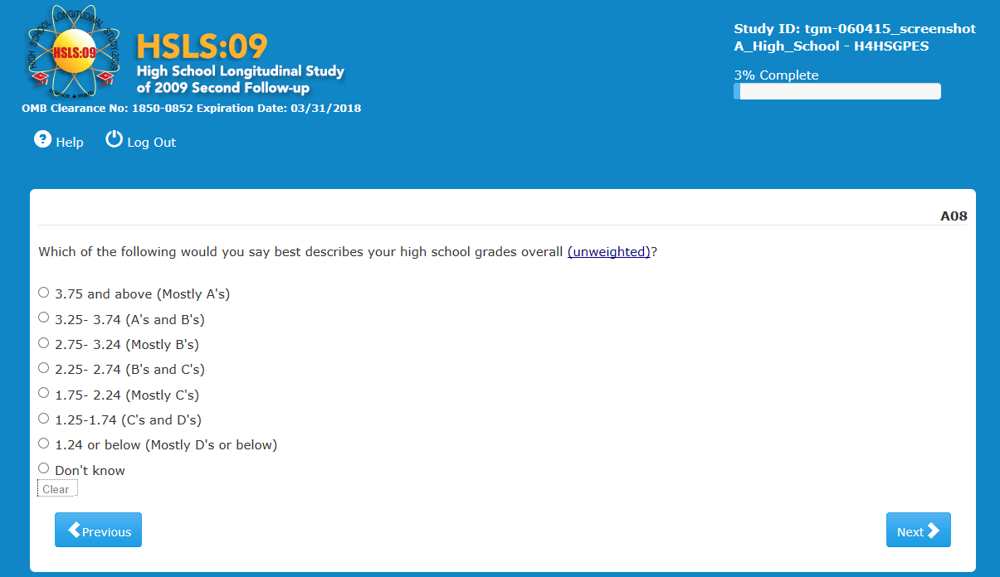 HIGH SCHOOL LONGITUDINAL STUDY:2009
HSLS:09
science ★ math
HSLS:09
High School Longitudinal Study
of 2009 Second Follow-up
OMB Clearance No: 1850-0852 Expiration Date: 03/31/2018
Study ID: tgm-060415_screenshot
A_High_School - H4HSGPES
3% Complete
? Help
Log Out
A08
Which of the following would you say best describes your high school grades overall (unweighted)?
3.75 and above (Mostly A's)
3.25- 3.74 (A's and B's)
2.75- 3.24 (Mostly B's)
2.25- 2.74 (B's and C's)
1.75- 2.24 (Mostly C's)
1.25-1.74 (C's and D's)
1.24 or below (Mostly D's or below)
Don't know
Clear
Previous
Next